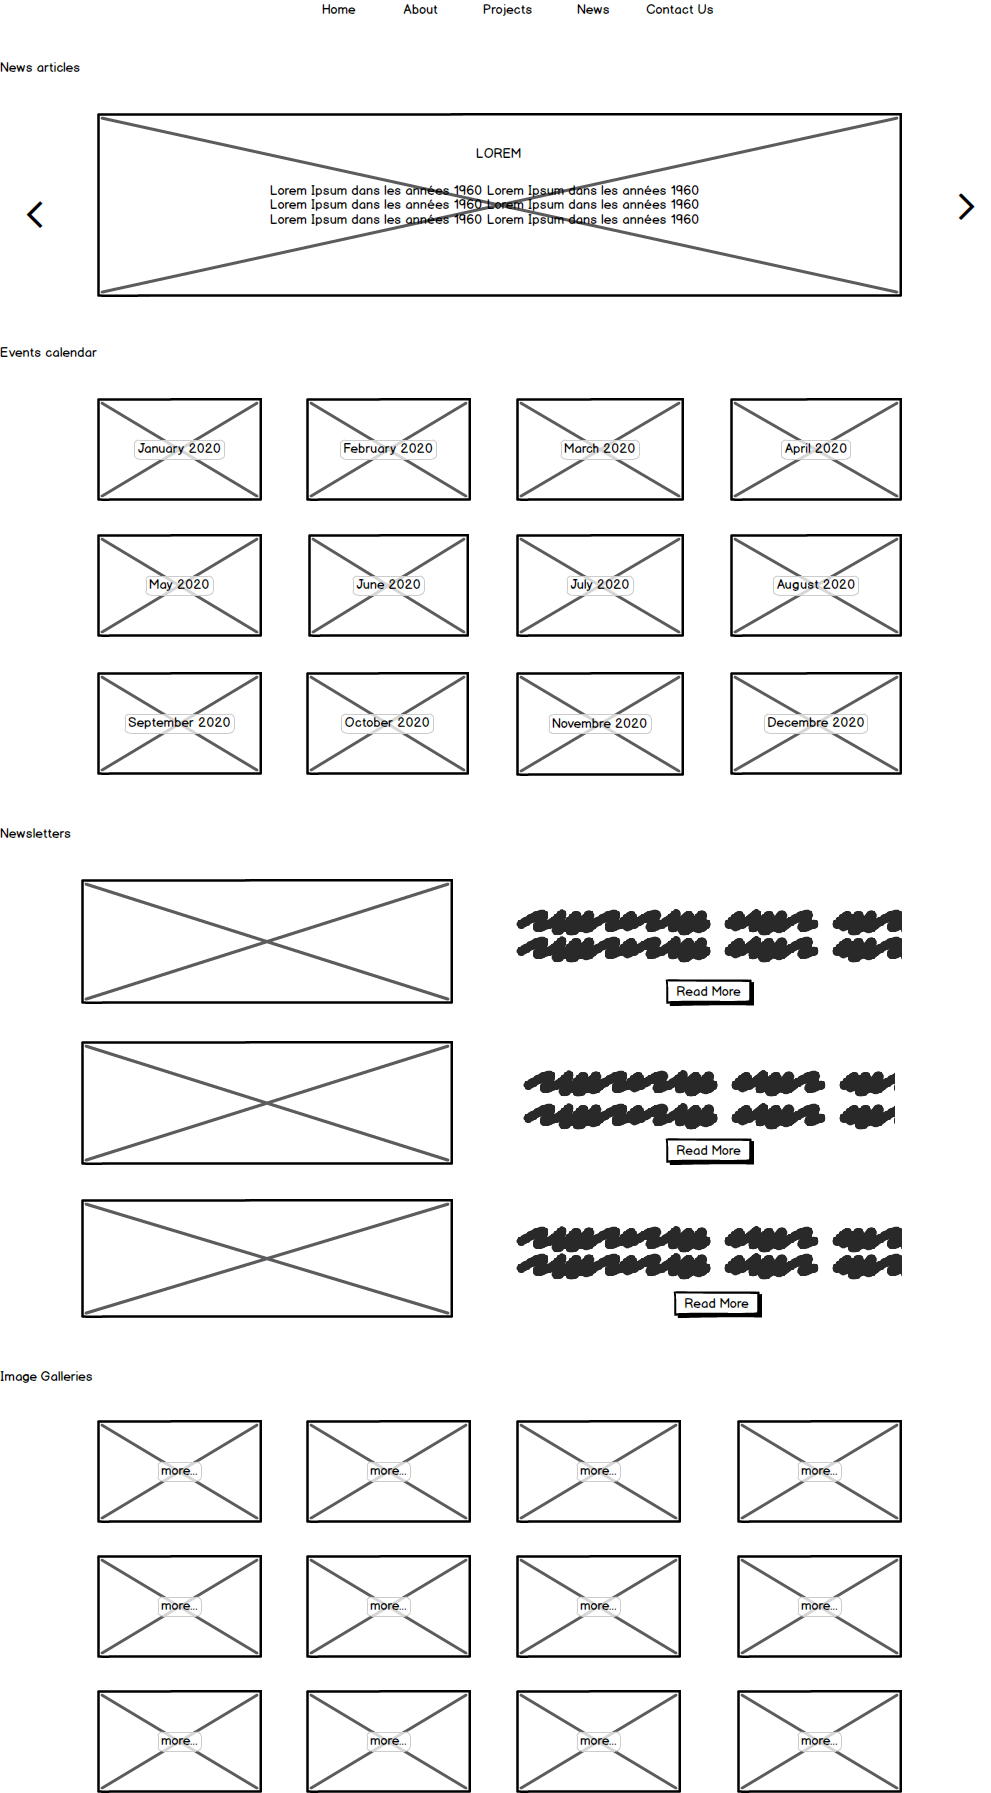 Home About Projects News Contact Us
News articles
LOREM
Lorem Ipsum dans les années 1960 Lorem Ipsum dans les années 1960
Lorem Ipsum dans les années 1960 Lorem Ipsum dans les années 1960
Lorem Ipsum dans les années 1960 Lorem Ipsum dans les années 1960
Events calendar
January 2020 February 2020 March 2020 April 2020
May 2020 June 2020 July 2020 August 2020
September 2020 October 2020 Novembre 2020 Decembre 2020
Newsletters
Read More
Read More
Read More
Image Galleries
more... more... more... more...
more... more... more... more...
more... more... more... more...